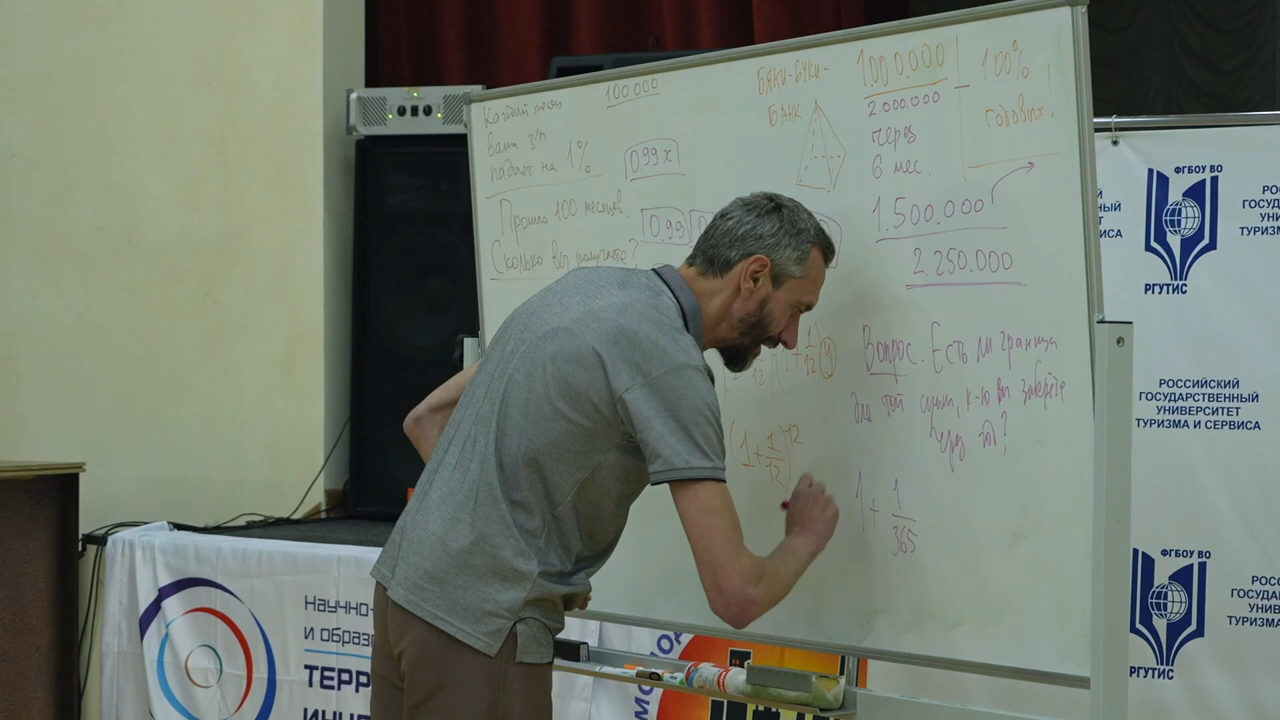 Каждый месяц
ваша з/п
падает на 1%
100 000
0.99 x
Прошло 100 месяцев.
Сколько вы получаете?
0.99
БЯКИ-БУКИ-
БАНК
1.000.000
2.000.000
через
6 мес.
100%
годовых!
1.500.000
2.250.000
Вопрос. Есть ли граница
для той суммы, к-ю вы заберёте
через год?
(1+1/12)^12
1+1/365
ФГБОУ ВО
РГУТИС
РОССИЙСКИЙ
ГОСУДАРСТВЕННЫЙ
УНИВЕРСИТЕТ
ТУРИЗМА И СЕРВИСА
ФГБОУ ВО
РГУТИС
Научно-
и образо
ТЕРР